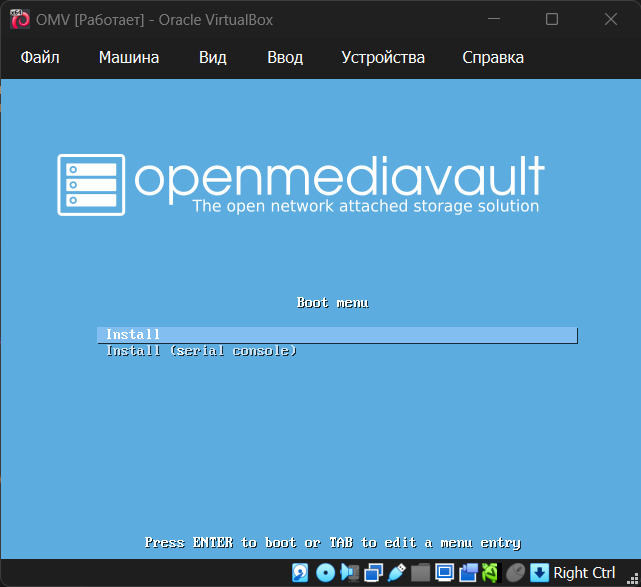 OMV [Работает] - Oracle VirtualBox
Файл Машина Вид Ввод Устройства Справка
openmediavault
The open network attached storage solution
Boot menu
Install
Install (serial console)
Press ENTER to boot or TAB to edit a menu entry
Right Ctrl